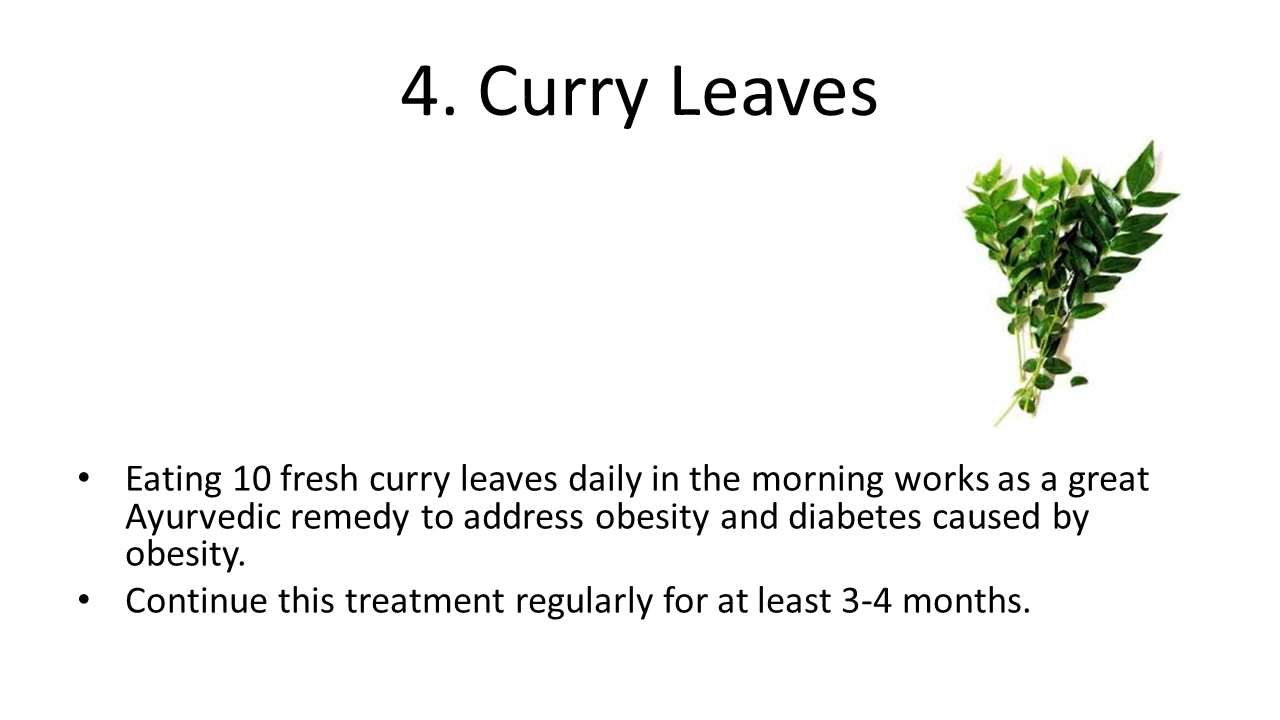 4. Curry Leaves
• Eating 10 fresh curry leaves daily in the morning works as a great
Ayurvedic remedy to address obesity and diabetes caused by
obesity.
• Continue this treatment regularly for at least 3-4 months.